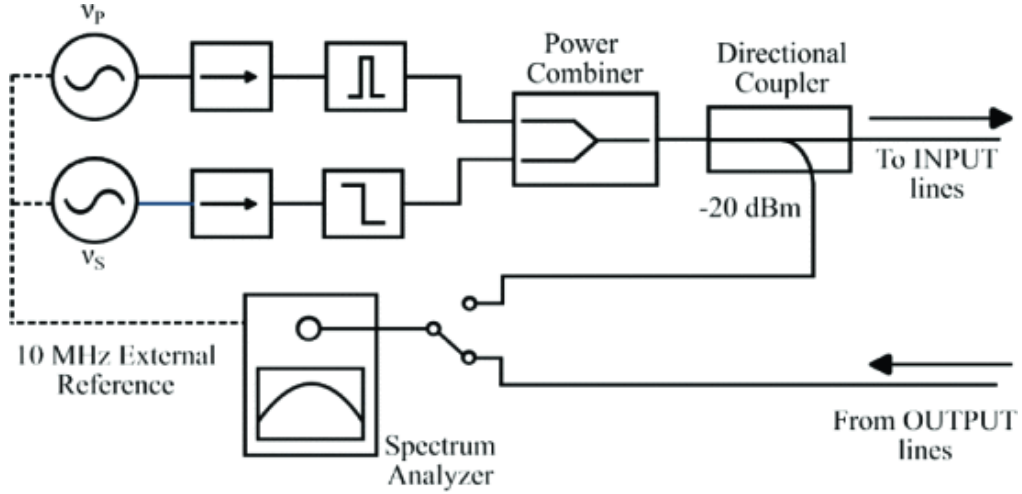 νP
Power
Combiner
Directional
Coupler
To INPUT
lines
-20 dBm
νS
10 MHz External
Reference
Spectrum
Analyzer
From OUTPUT
lines